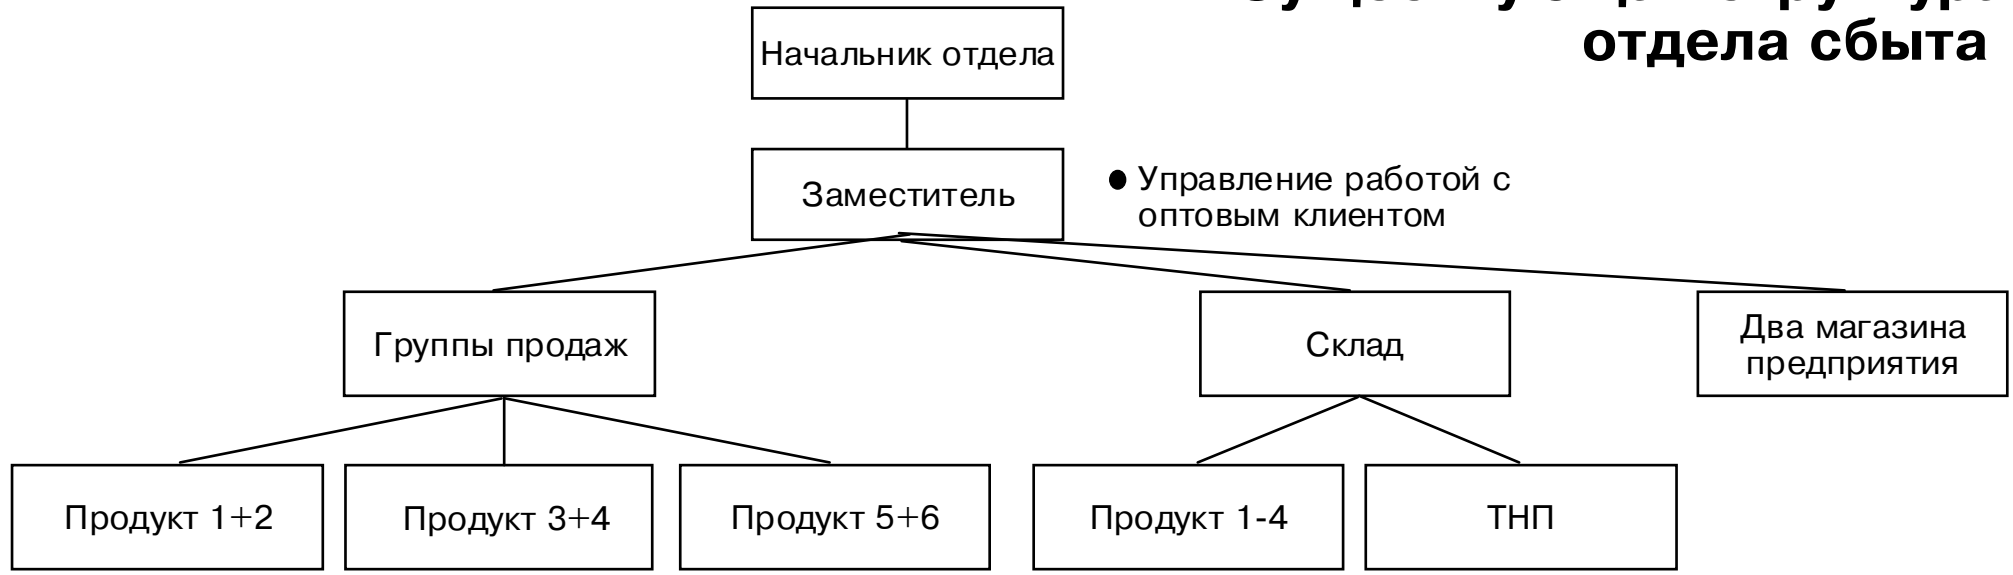 отдела сбыта
Начальник отдела
Заместитель
● Управление работой с
оптовым клиентом
Группы продаж
Склад
Два магазина
предприятия
Продукт 1+2
Продукт 3+4
Продукт 5+6
Продукт 1-4
ТНП